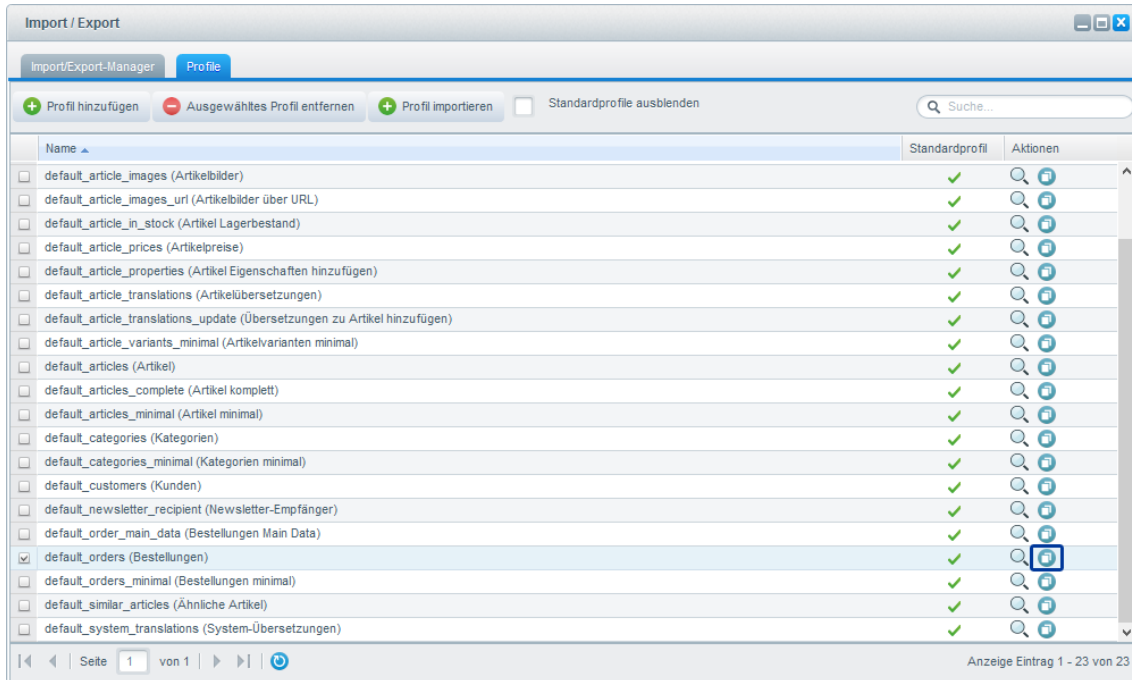 Import / Export
Import/Export-Manager Profile
Profil hinzufügen Ausgewähltes Profil entfernen Profil importieren Standardprofile ausblenden Suche...
Name Standardprofil Aktionen
default_article_images (Artikelbilder)
default_article_images_url (Artikelbilder über URL)
default_article_in_stock (Artikel Lagerbestand)
default_article_prices (Artikelpreise)
default_article_properties (Artikel Eigenschaften hinzufügen)
default_article_translations (Artikelübersetzungen)
default_article_translations_update (Übersetzungen zu Artikel hinzufügen)
default_article_variants_minimal (Artikelvarianten minimal)
default_articles (Artikel)
default_articles_complete (Artikel komplett)
default_articles_minimal (Artikel minimal)
default_categories (Kategorien)
default_categories_minimal (Kategorien minimal)
default_customers (Kunden)
default_newsletter_recipient (Newsletter-Empfänger)
default_order_main_data (Bestellungen Main Data)
default_orders (Bestellungen)
default_orders_minimal (Bestellungen minimal)
default_similar_articles (Ähnliche Artikel)
default_system_translations (System-Übersetzungen)
Seite 1 von 1 Anzeige Eintrag 1 - 23 von 23